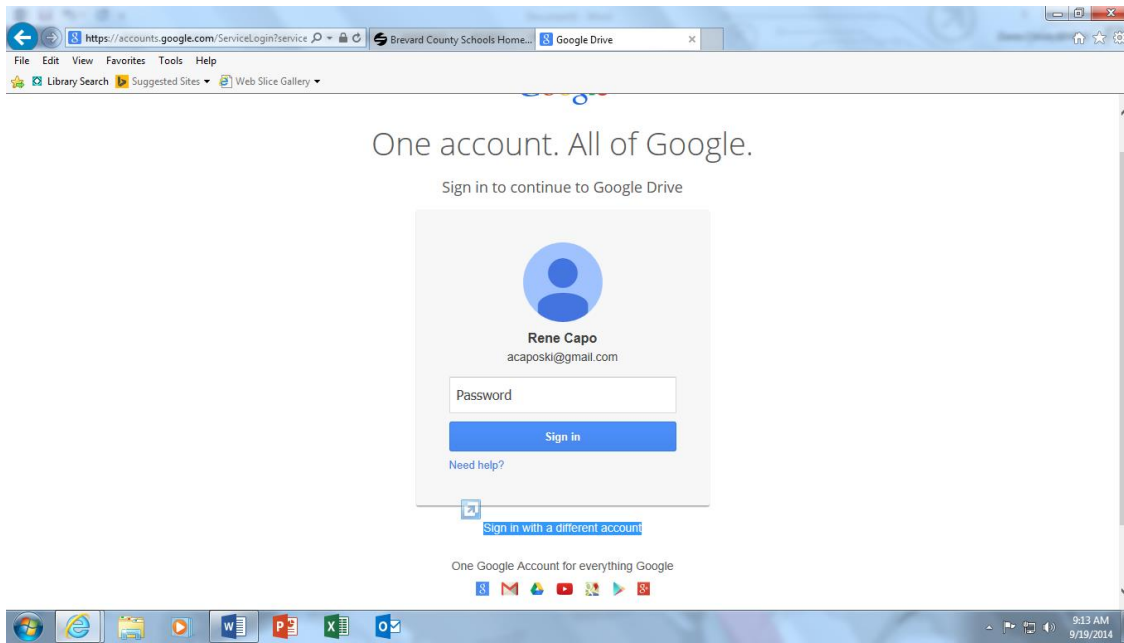 https://accounts.google.com/ServiceLogin?service
Brevard County Schools Home...
Google Drive
File Edit View Favorites Tools Help
Library Search Suggested Sites Web Slice Gallery
One account. All of Google.
Sign in to continue to Google Drive
Rene Capo
acaposki@gmail.com
Password
Sign in
Need help?
Sign in with a different account
One Google Account for everything Google
9:13 AM
9/19/2014